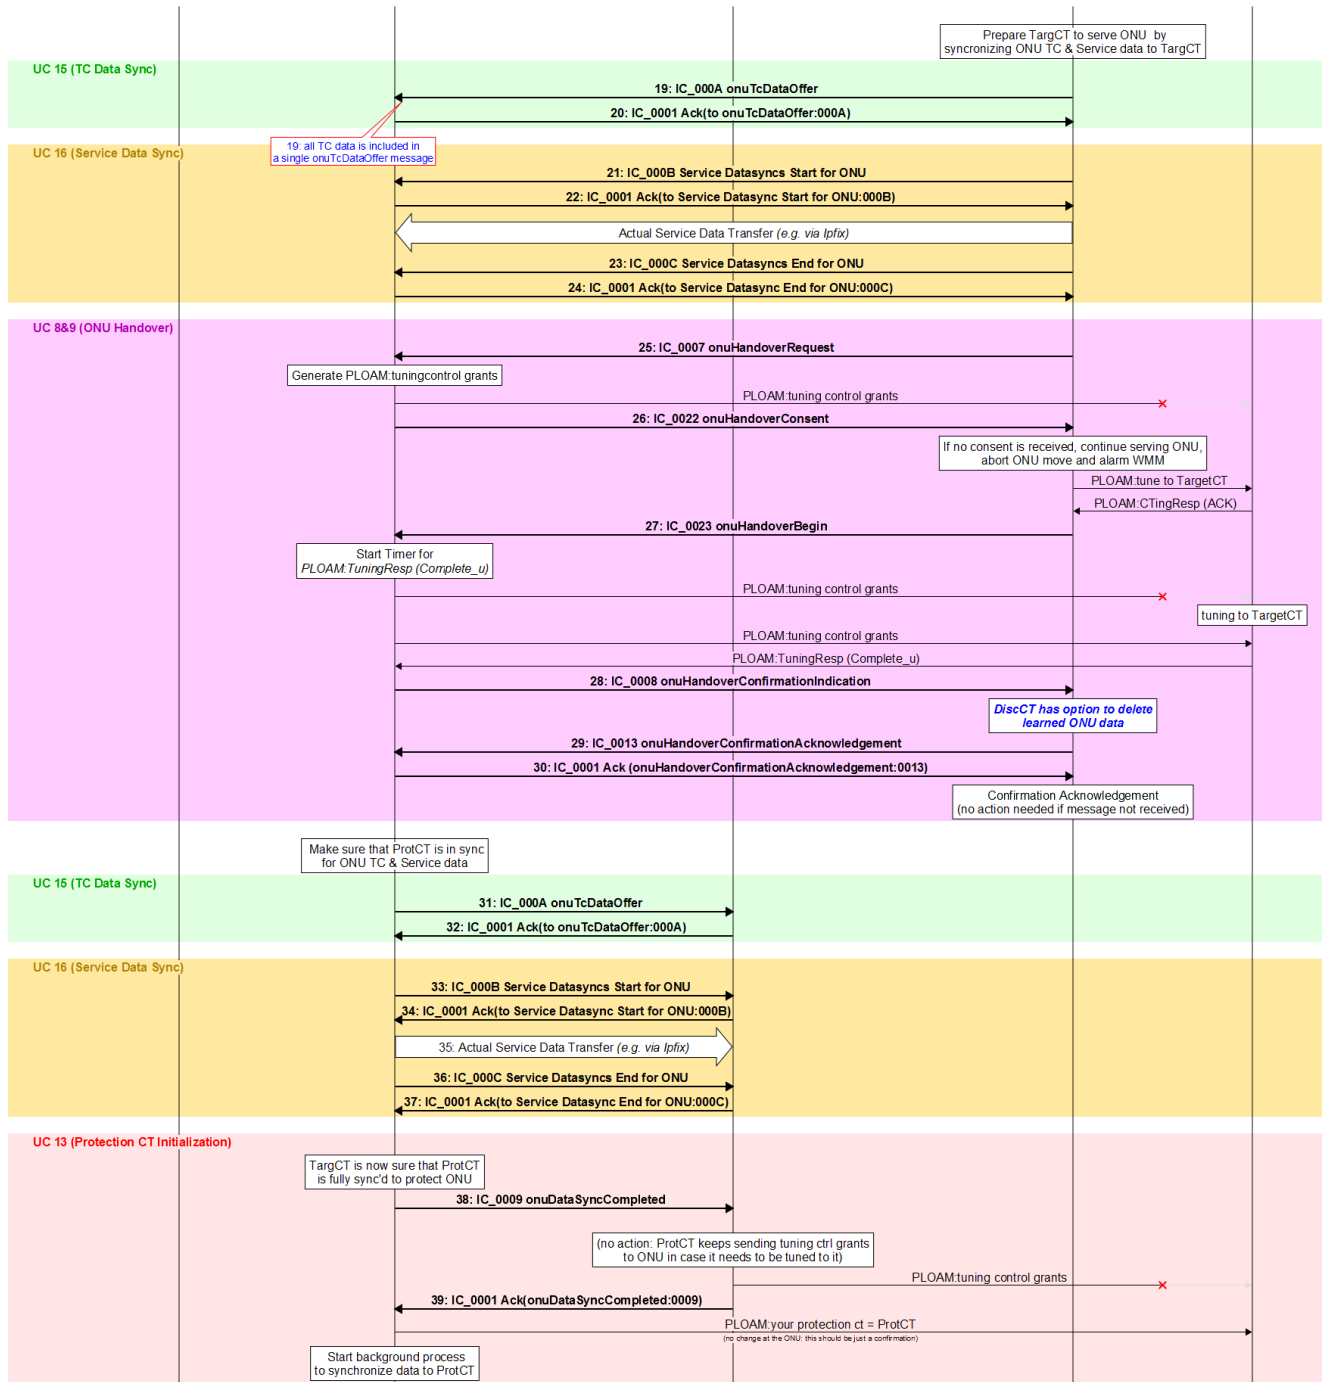 Prepare TargCT to serve ONU by
syncronizing ONU TC & Service data to TargCT
UC 15 (TC Data Sync)
19: IC_000A onuTcDataOffer
20: IC_0001 Ack(to onuTcDataOffer:000A)
19: all TC data is included in
a single onuTcDataOffer message
UC 16 (Service Data Sync)
21: IC_000B Service Datasyncs Start for ONU
22: IC_0001 Ack(to Service Datasync Start for ONU:000B)
Actual Service Data Transfer (e.g. via Ipfix)
23: IC_000C Service Datasyncs End for ONU
24: IC_0001 Ack(to Service Datasync End for ONU:000C)
UC 8&9 (ONU Handover)
25: IC_0007 onuHandoverRequest
Generate PLOAM:tuningcontrol grants
PLOAM:tuning control grants
26: IC_0022 onuHandoverConsent
If no consent is received, continue serving ONU,
abort ONU move and alarm WMM
PLOAM:tune to TargetCT
PLOAM:CTingResp (ACK)
27: IC_0023 onuHandoverBegin
Start Timer for
PLOAM:TuningResp (Complete_u)
PLOAM:tuning control grants
tuning to TargetCT
PLOAM:tuning control grants
PLOAM:TuningResp (Complete_u)
28: IC_0008 onuHandoverConfirmationIndication
DiscCT has option to delete
learned ONU data
29: IC_0013 onuHandoverConfirmationAcknowledgement
30: IC_0001 Ack (onuHandoverConfirmationAcknowledgement:0013)
Confirmation Acknowledgement
(no action needed if message not received)
Make sure that ProtCT is in sync
for ONU TC & Service data
UC 15 (TC Data Sync)
31: IC_000A onuTcDataOffer
32: IC_0001 Ack(to onuTcDataOffer:000A)
UC 16 (Service Data Sync)
33: IC_000B Service Datasyncs Start for ONU
34: IC_0001 Ack(to Service Datasync Start for ONU:000B)
35: Actual Service Data Transfer (e.g. via Ipfix)
36: IC_000C Service Datasyncs End for ONU
37: IC_0001 Ack(to Service Datasync End for ONU:000C)
UC 13 (Protection CT Initialization)
TargCT is now sure that ProtCT
is fully sync'd to protect ONU
38: IC_0009 onuDataSyncCompleted
(no action: ProtCT keeps sending tuning ctrl grants
to ONU in case it needs to be tuned to it)
PLOAM:tuning control grants
39: IC_0001 Ack(onuDataSyncCompleted:0009)
PLOAM:your protection ct = ProtCT
(no change at the ONU: this should be just a confirmation)
Start background process
to synchronize data to ProtCT